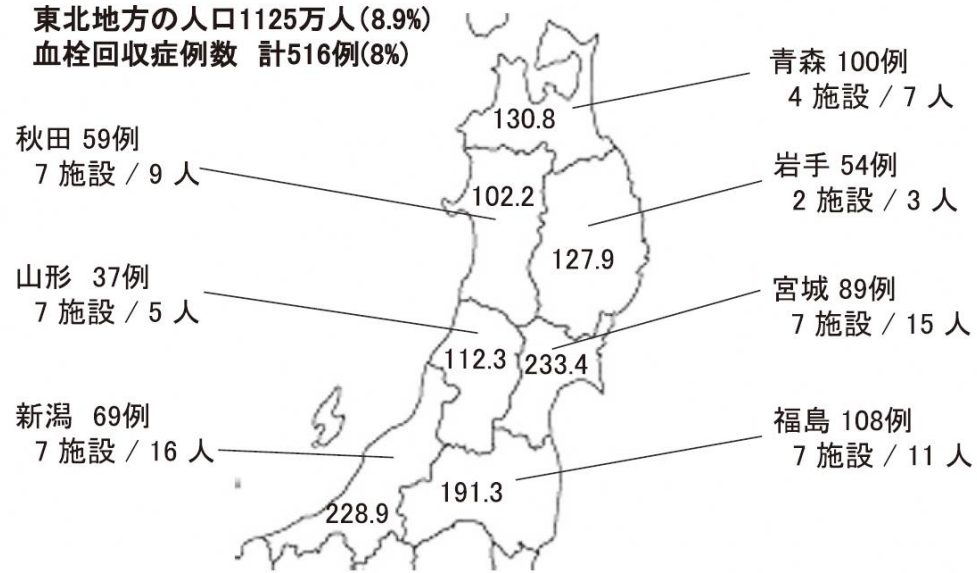 東北地方の人口1125万人(8.9%)
血栓回収症例数 計516例(8%)
青森 100例
4 施設 / 7 人
130.8
秋田 59例
7 施設 / 9 人
岩手 54例
2 施設 / 3 人
102.2
127.9
山形 37例
7 施設 / 5 人
宮城 89例
7 施設 / 15 人
112.3
233.4
新潟 69例
7 施設 / 16 人
福島 108例
7 施設 / 11 人
191.3
228.9